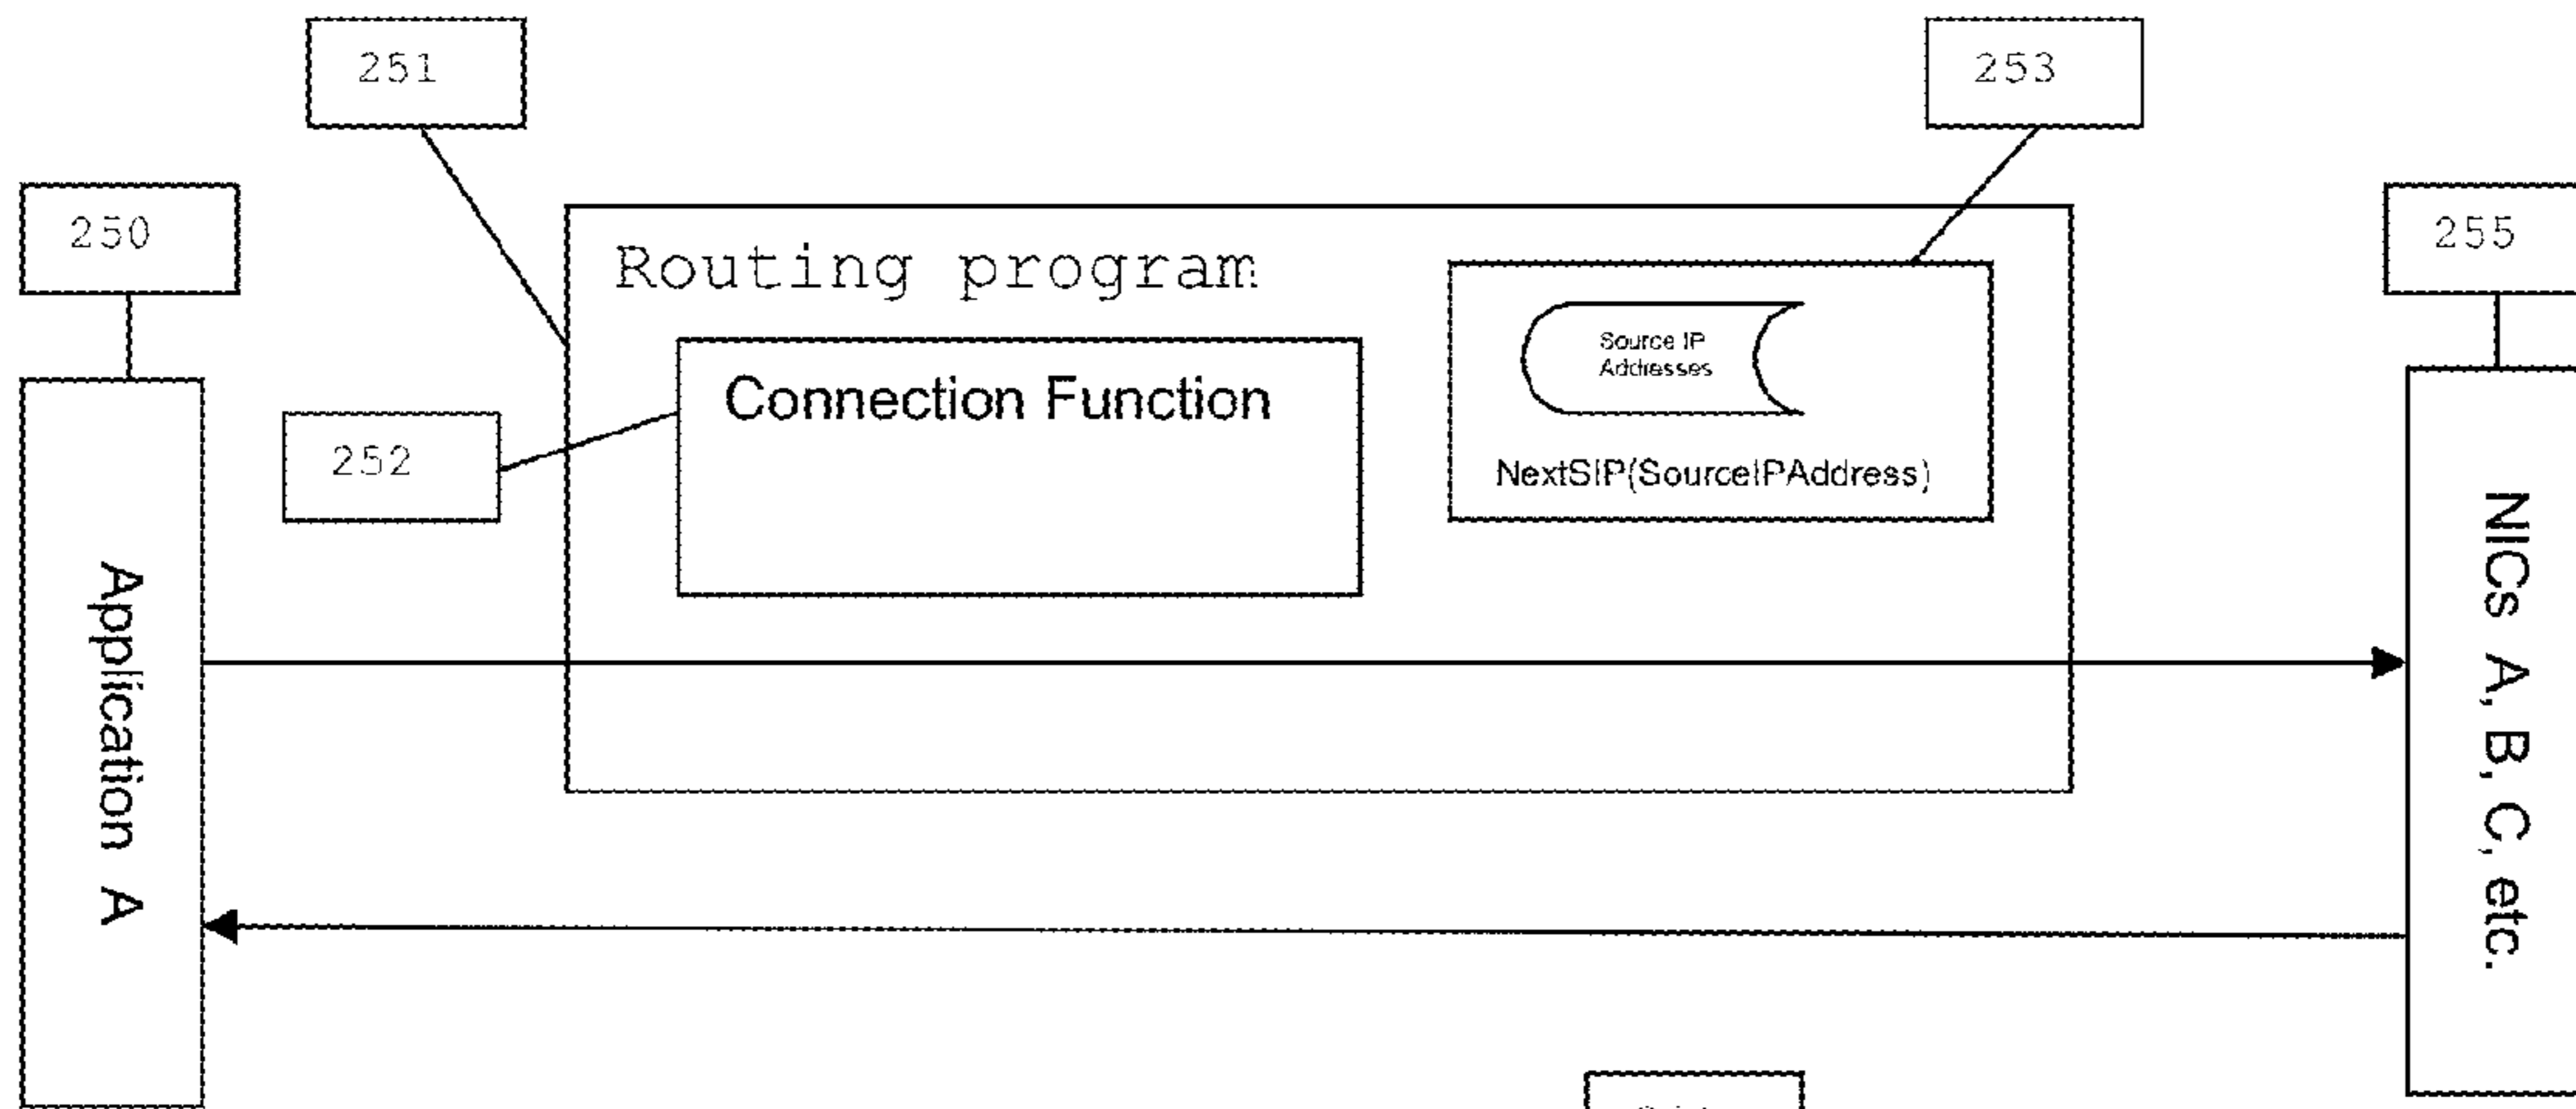 251
253
250
255
Routing program
Source IP
Addresses
Connection Function
252
NextSIP(SourceIPAddress)
Application A
NICs A, B, C, etc.